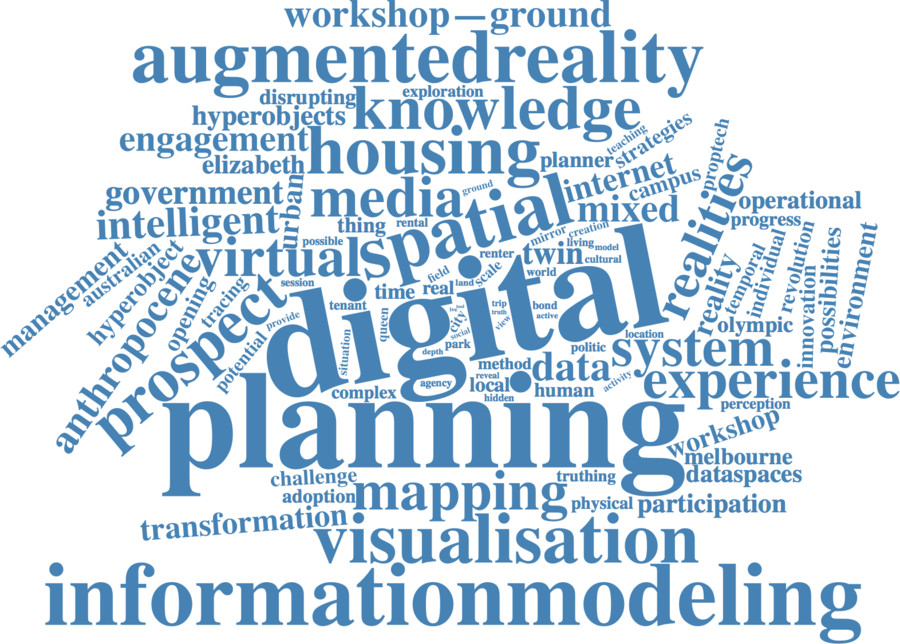 workshop—ground
augmentedreality
disrupting
exploration
hyperobjects
knowledge
engagement
housing
teaching
strategies
proptech
elizabeth
planner
government
urban
media
ground
spatial
internet
campus
realities
operational
intelligent
thing
rental
mixed
progress
management
australian
hyperobject
anthropocene
virtual
possible
mirror
creation
living
model
renter
twin
cultural
world
reality
temporal
individual
revolution
innovation
possibilities
environment
opening
tracing
prospect
session
time
real
field
land
scale
digital
potential
provide
tenant
queen
city
trip
truth
view
bond
active
olympic
situation
social
park
depth
politic
location
system
complex
agency
method
reveal
local
hidden
data
human
activity
experience
perception
planning
workshop
melbourne
dataspaces
challenge
adoption
mapping
truthing
physical
participation
transformation
visualisation
informationmodeling